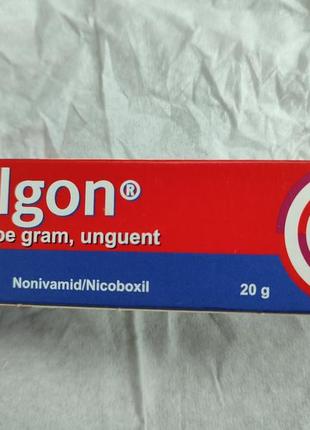 lgon®
pe gram, unguent
Nonivamid/Nicoboxil 20 g